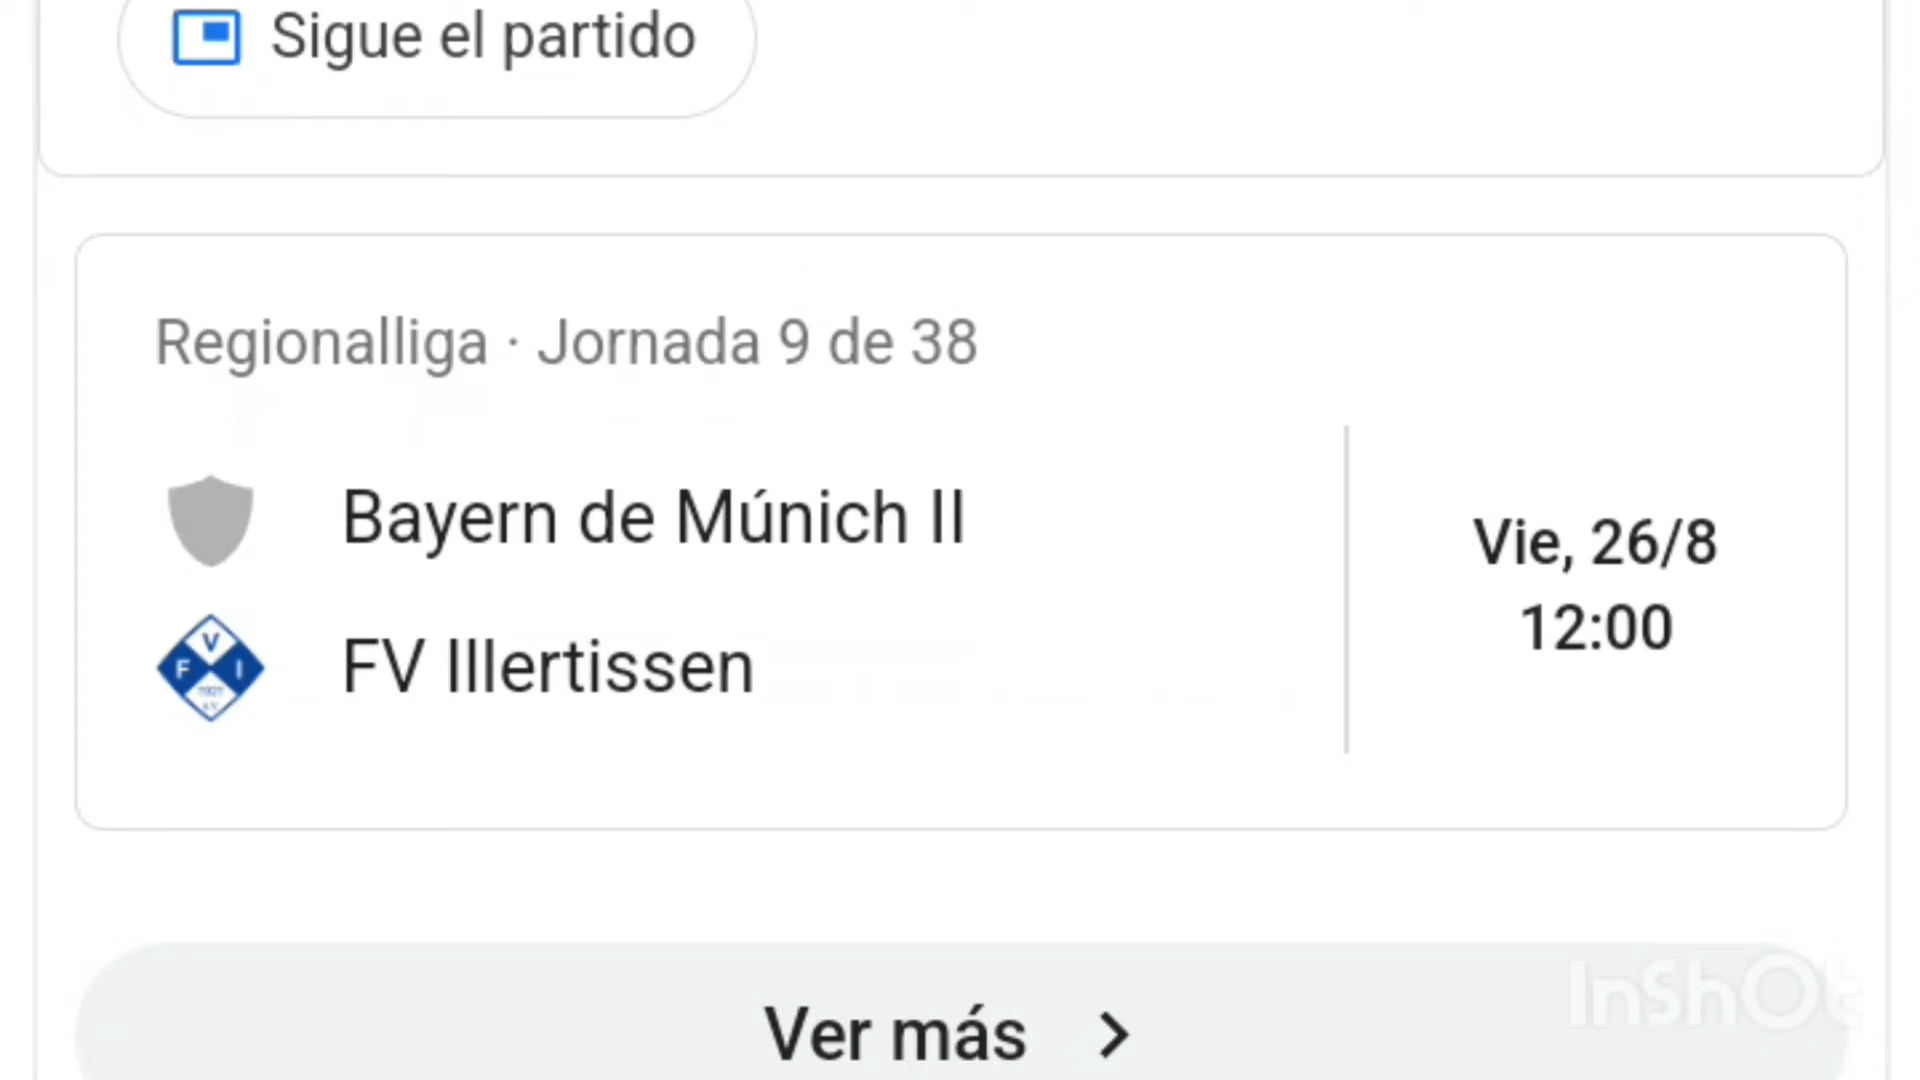 Sigue el partido
Regionalliga · Jornada 9 de 38
Bayern de Múnich II
Vie, 26/8
12:00
V
F I
FV Illertissen
Ver más
InShOt